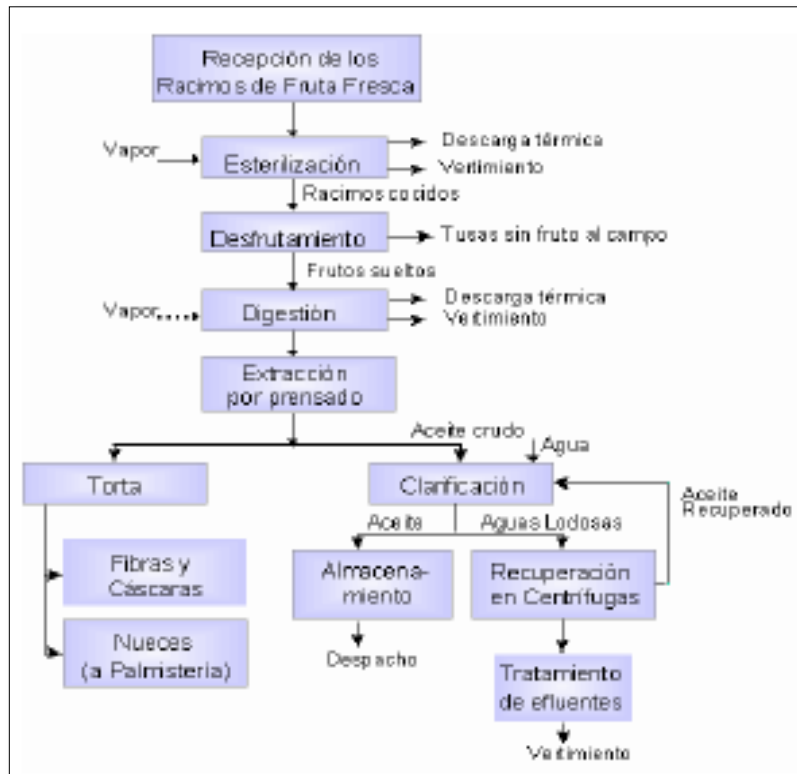 Recepción de los
Racimos de Fruta Fresca
Vapor
Esterilización
Descarga térmica
Vertimiento
Racimos cocidos
Desfrutamiento
Tusas sin fruto al campo
Frutos sueltos
Vapor
Digestión
Descarga térmica
Vertimiento
Extracción
por prensado
Aceite crudo
Agua
Torta
Clarificación
Aceite
Recuperado
Aceite
Aguas Lodosas
Fibras y
Cáscaras
Almacena-
miento
Recuperación
en Centrífugas
Nueces
(a Palmistería)
Despacho
Tratamiento
de efluentes
Vertimiento